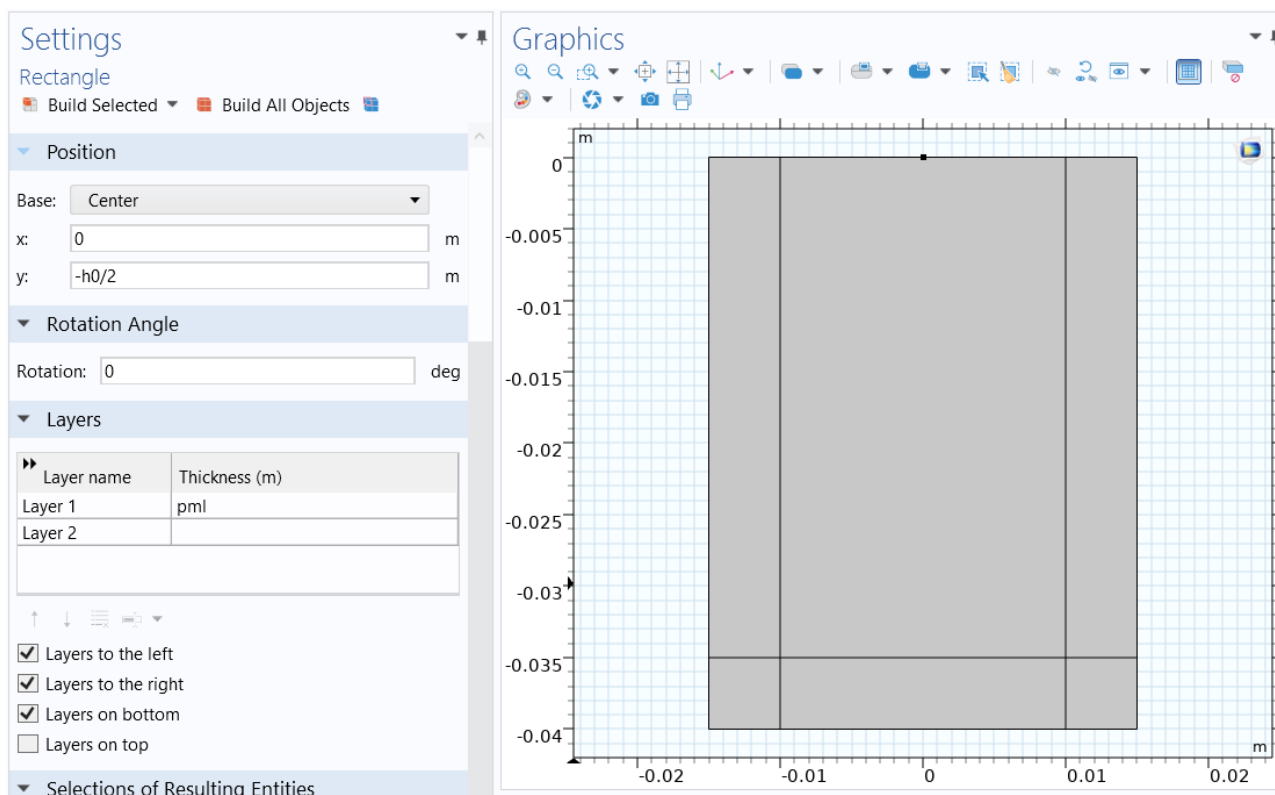 Settings
Rectangle
Build Selected
Build All Objects
Position
Base: Center
x: 0 m
y: -h0/2 m
Rotation Angle
Rotation: 0 deg
Layers
Layer name Thickness (m)
Layer 1 pml
Layer 2
Layers to the left
Layers to the right
Layers on bottom
Layers on top
Selections of Resulting Entities
Graphics
m
0
-0.005
-0.01
-0.015
-0.02
-0.025
-0.03
-0.035
-0.04
m
-0.02 -0.01 0 0.01 0.02